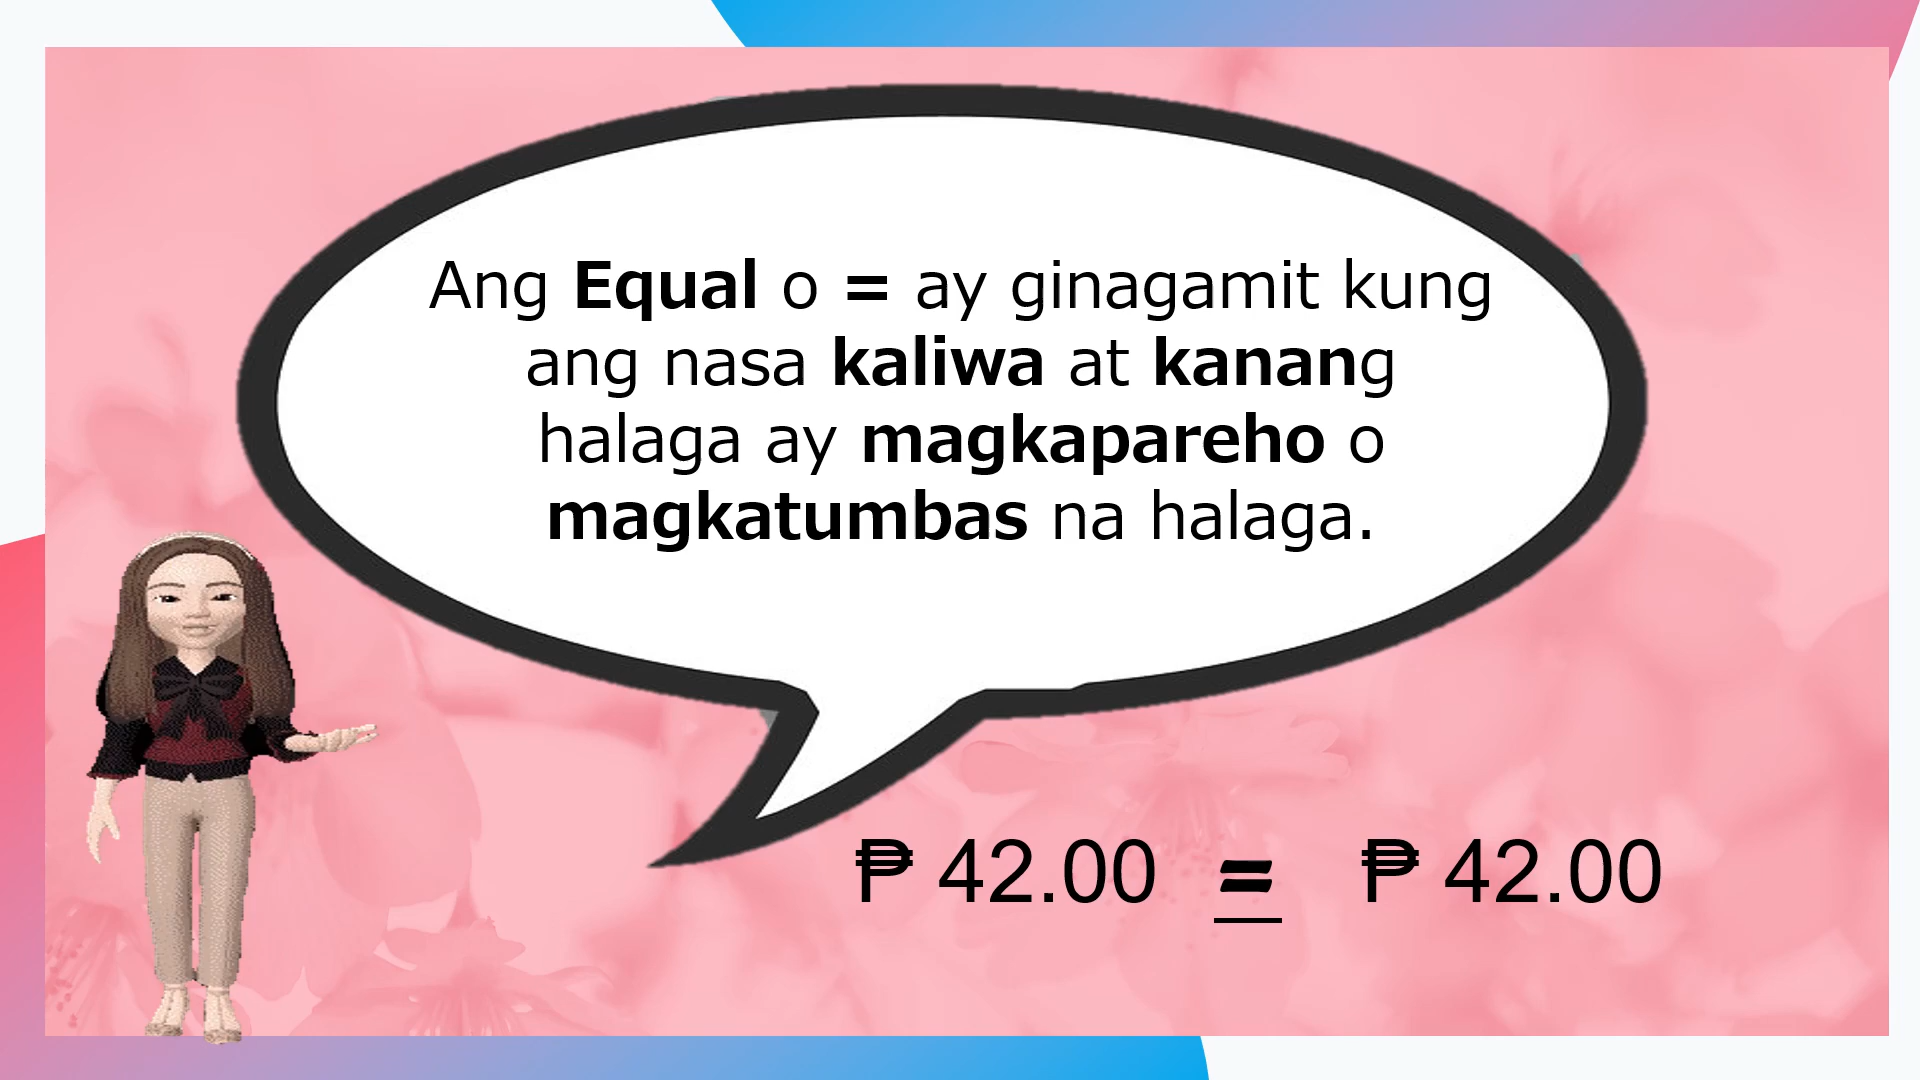 Ang Equal o = ay ginagamit kung
ang nasa kaliwa at kanang
halaga ay magkapareho o
magkatumbas na halaga.
₱ 42.00 = ₱ 42.00